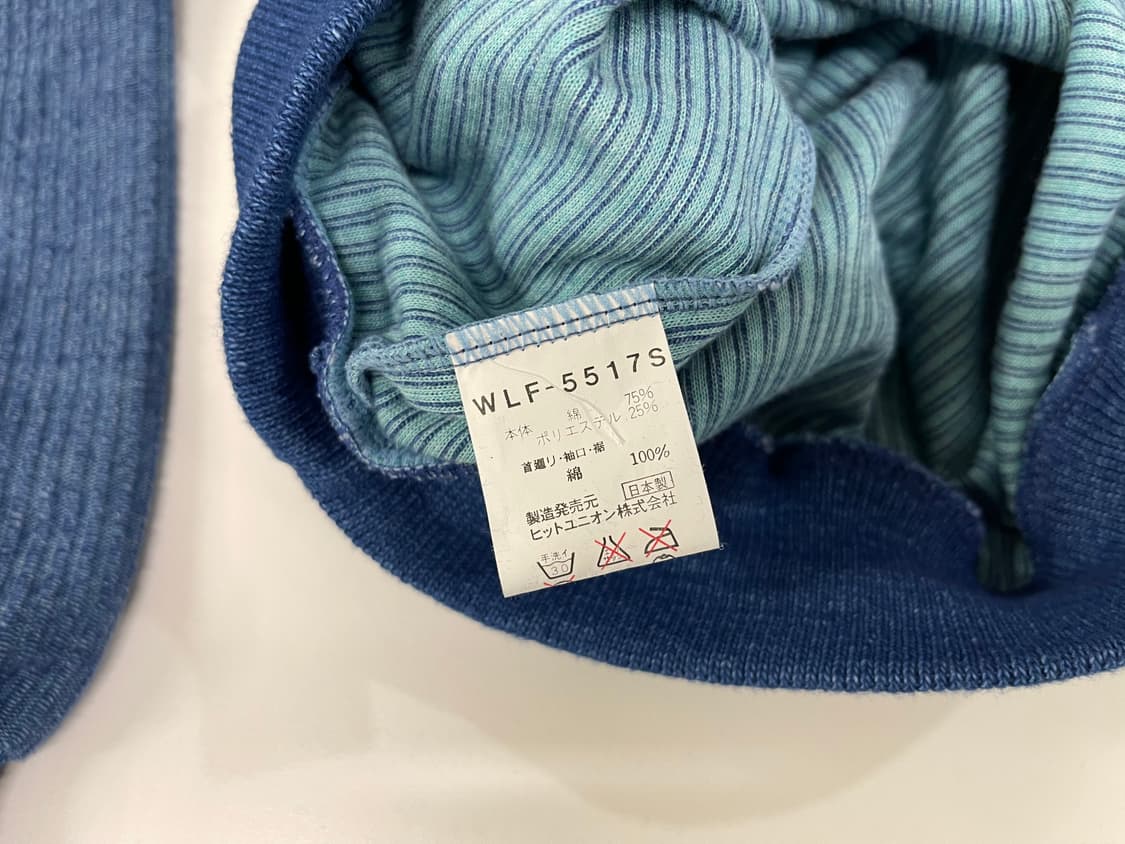 WLF-5517S
本体 綿 75%
ポリエステル 25%
首廻り・袖口・裾
綿 100%
日本製
製造発売元
ヒットユニオン株式会社
手洗イ
30